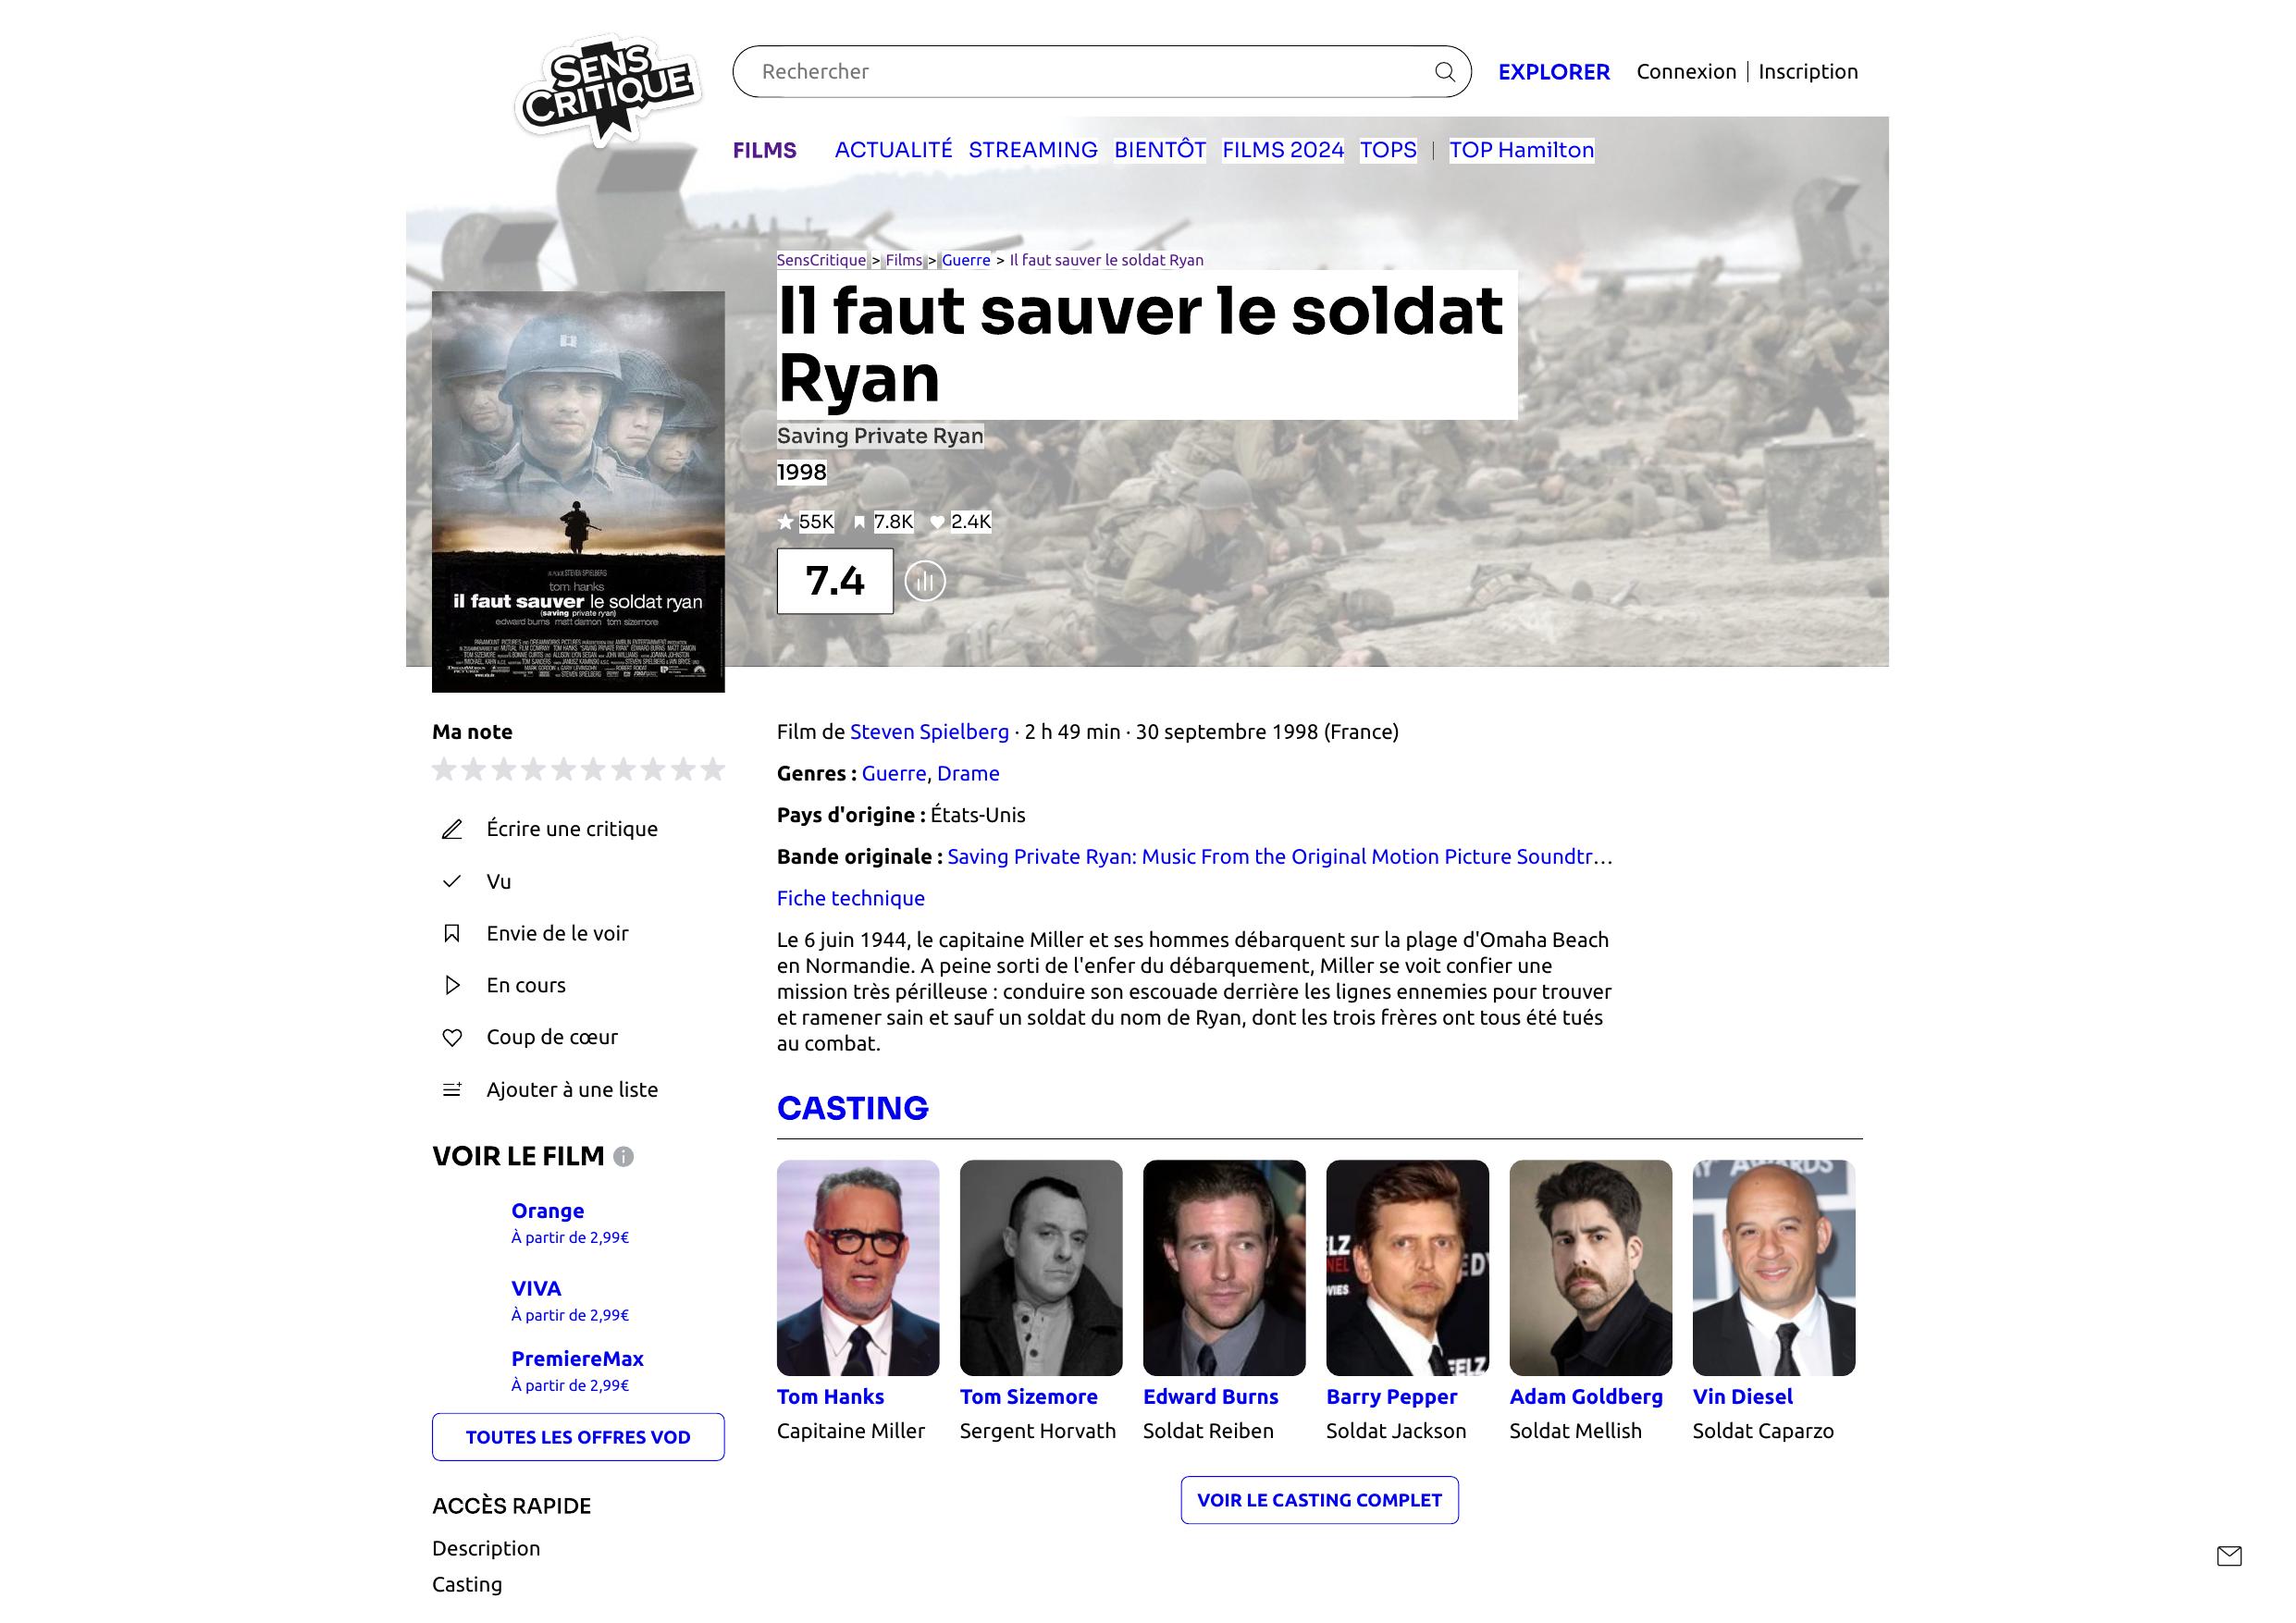 SENS
CRITIQUE
Rechercher
EXPLORER
Connexion | Inscription
FILMS
ACTUALITÉ
STREAMING
BIENTÔT
FILMS 2024
TOPS
| TOP Hamilton
SensCritique > Films > Guerre > Il faut sauver le soldat Ryan
Il faut sauver le soldat
Ryan
Saving Private Ryan
1998
55K 7.8K 2.4K
7.4
tom hanks
il faut sauver le soldat ryan
(saving private ryan)
edward burns matt damon tom sizemore
Ma note
Écrire une critique
Vu
Envie de le voir
En cours
Coup de cœur
Ajouter à une liste
VOIR LE FILM
Orange
À partir de 2,99€
VIVA
À partir de 2,99€
PremiereMax
À partir de 2,99€
TOUTES LES OFFRES VOD
ACCÈS RAPIDE
Description
Casting
Film de Steven Spielberg · 2 h 49 min · 30 septembre 1998 (France)
Genres : Guerre, Drame
Pays d'origine : États-Unis
Bande originale : Saving Private Ryan: Music From the Original Motion Picture Soundtr…
Fiche technique
Le 6 juin 1944, le capitaine Miller et ses hommes débarquent sur la plage d'Omaha Beach
en Normandie. A peine sorti de l'enfer du débarquement, Miller se voit confier une
mission très périlleuse : conduire son escouade derrière les lignes ennemies pour trouver
et ramener sain et sauf un soldat du nom de Ryan, dont les trois frères ont tous été tués
au combat.
CASTING
Tom Hanks
Capitaine Miller
Tom Sizemore
Sergent Horvath
Edward Burns
Soldat Reiben
Barry Pepper
Soldat Jackson
Adam Goldberg
Soldat Mellish
Vin Diesel
Soldat Caparzo
VOIR LE CASTING COMPLET